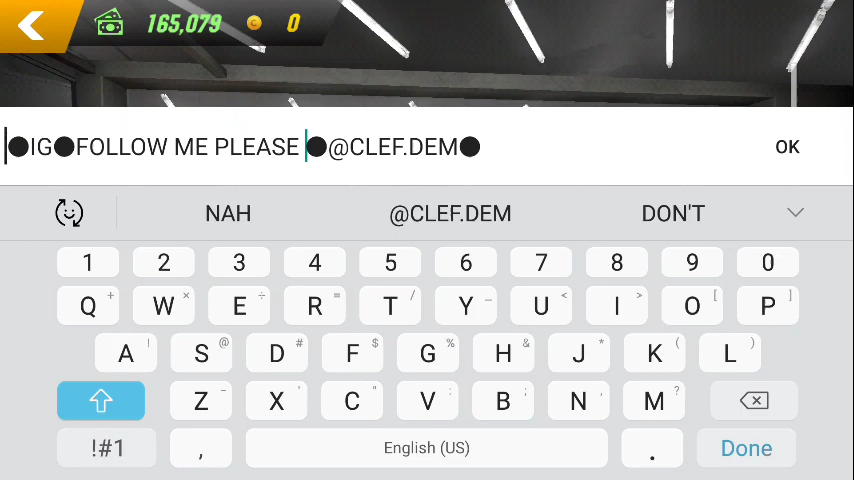 165,079 0
●IG●FOLLOW ME PLEASE ●@CLEF.DEM● OK
NAH @CLEF.DEM DON'T
1 2 3 4 5 6 7 8 9 0
Q + W × E ÷ R = T / Y _ U < I > O [ P ]
A ! S @ D # F $ G % H & J * K ( L )
Z - X ' C " V : B ; N , M ?
!#1 , English (US) . Done